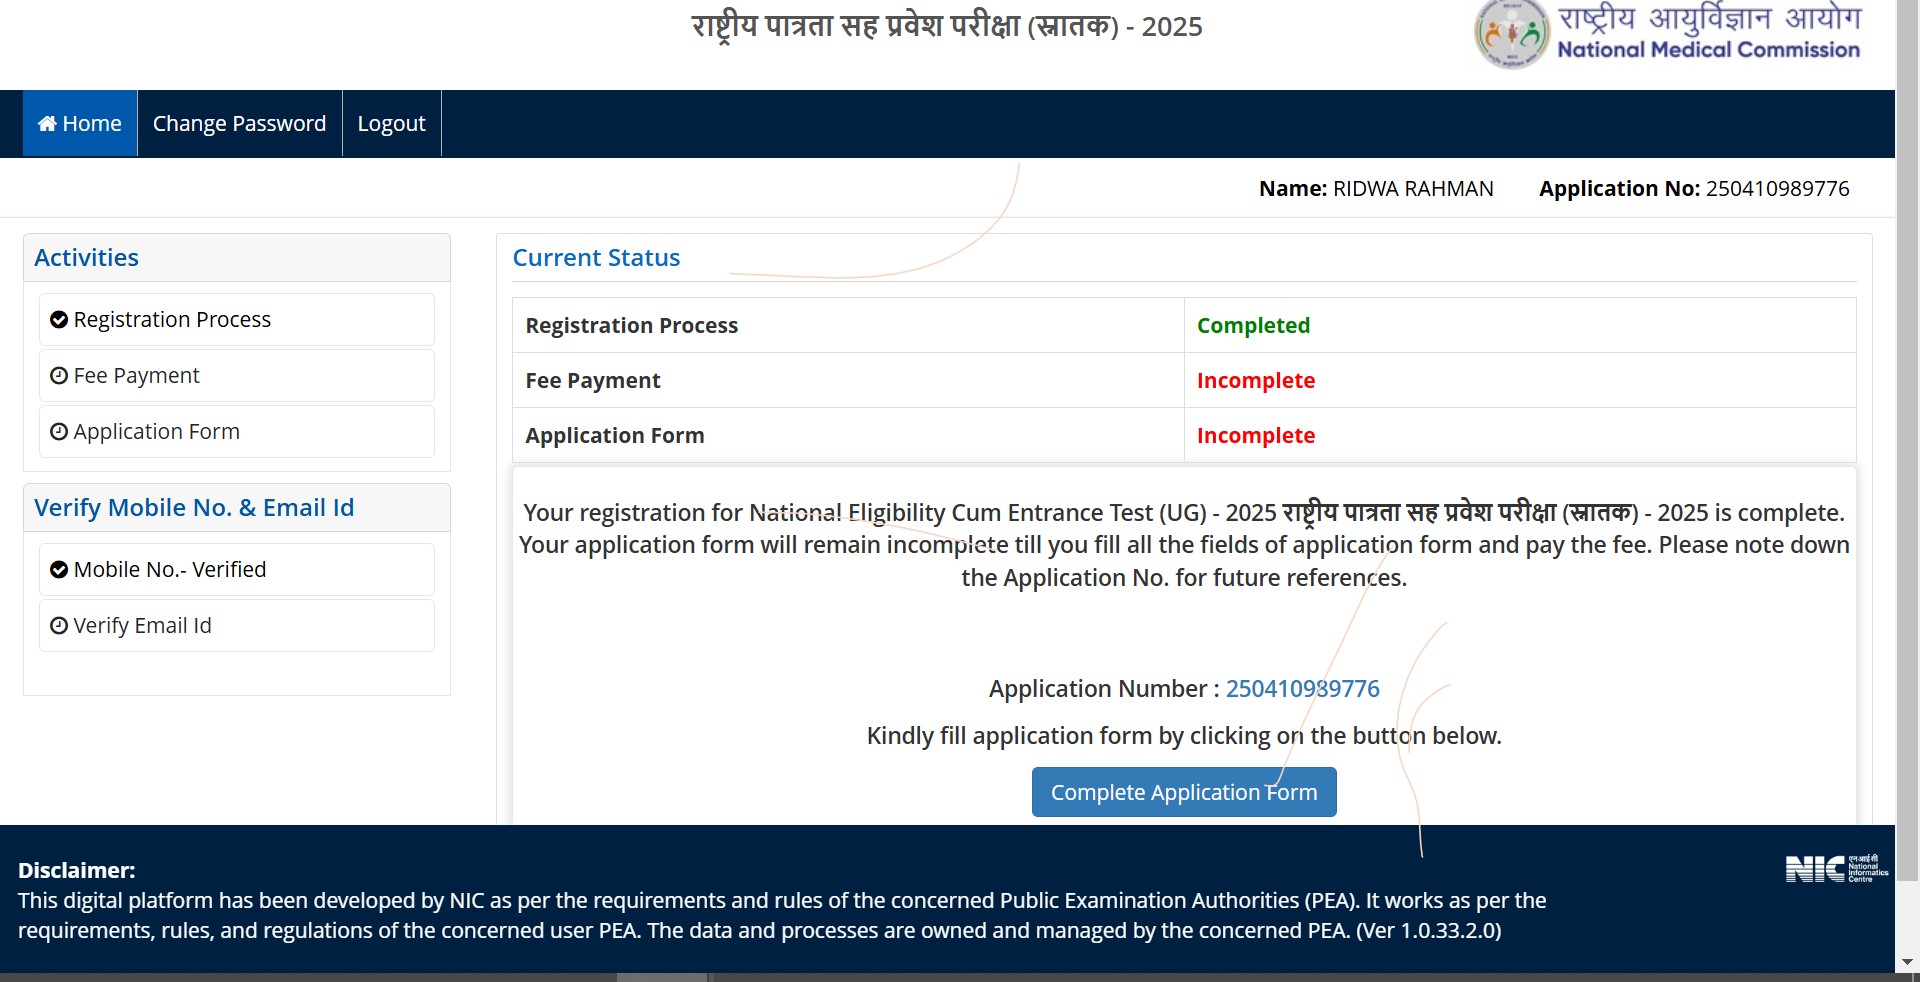 राष्ट्रीय पात्रता सह प्रवेश परीक्षा (स्नातक) - 2025
राष्ट्रीय आयुर्विज्ञान आयोग
National Medical Commission
Home Change Password Logout
Name: RIDWA RAHMAN Application No: 250410989776
Activities
Registration Process
Fee Payment
Application Form
Verify Mobile No. & Email Id
Mobile No.- Verified
Verify Email Id
Current Status
Registration Process Completed
Fee Payment Incomplete
Application Form Incomplete
Your registration for National Eligibility Cum Entrance Test (UG) - 2025 राष्ट्रीय पात्रता सह प्रवेश परीक्षा (स्नातक) - 2025 is complete.
Your application form will remain incomplete till you fill all the fields of application form and pay the fee. Please note down
the Application No. for future references.
Application Number : 250410989776
Kindly fill application form by clicking on the button below.
Complete Application Form
Disclaimer:
This digital platform has been developed by NIC as per the requirements and rules of the concerned Public Examination Authorities (PEA). It works as per the
requirements, rules, and regulations of the concerned user PEA. The data and processes are owned and managed by the concerned PEA. (Ver 1.0.33.2.0)
NIC एनआईसी
National
Informatics
Centre